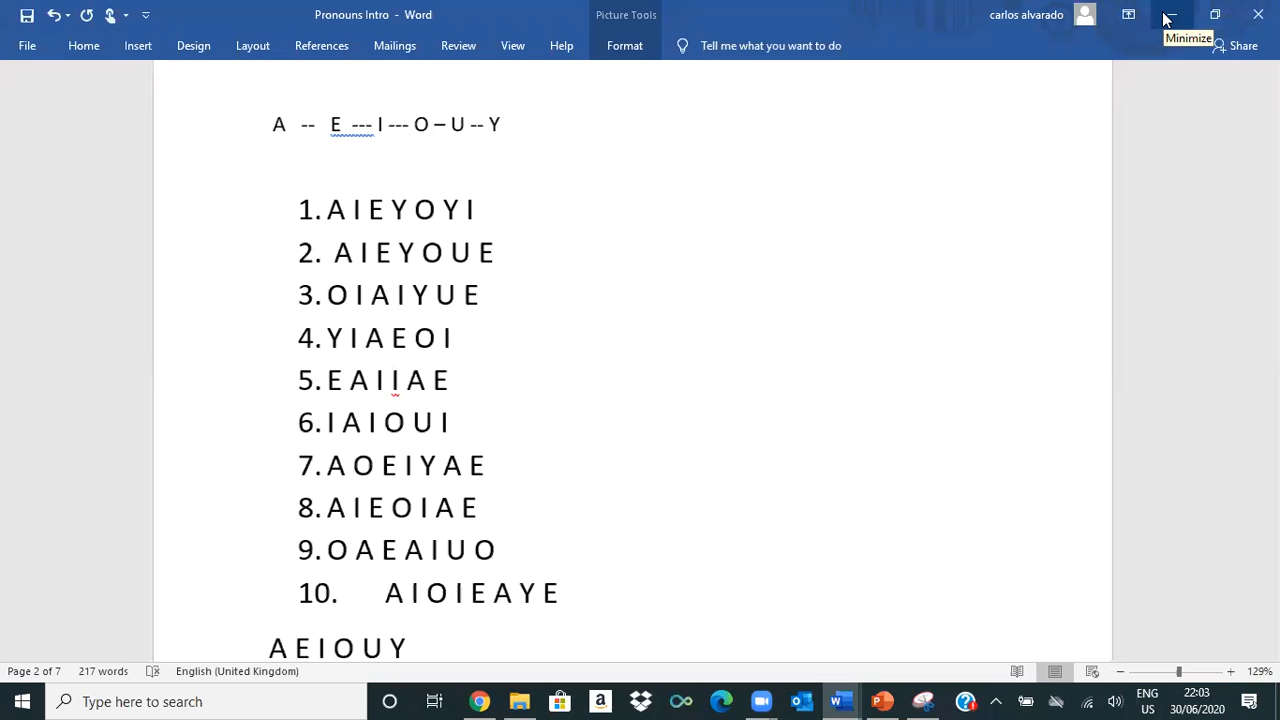 Pronouns Intro - Word
Picture Tools
carlos alvarado
Minimize
File Home Insert Design Layout References Mailings Review View Help Format Tell me what you want to do Share
A -- E --- I --- O – U -- Y
1. A I E Y O Y I
2. A I E Y O U E
3. O I A I Y U E
4. Y I A E O I
5. E A I I A E
6. I A I O U I
7. A O E I Y A E
8. A I E O I A E
9. O A E A I U O
10. A I O I E A Y E
A E I O U Y
Page 2 of 7 217 words English (United Kingdom) 129%
Type here to search
ENG 22:03
US 30/06/2020